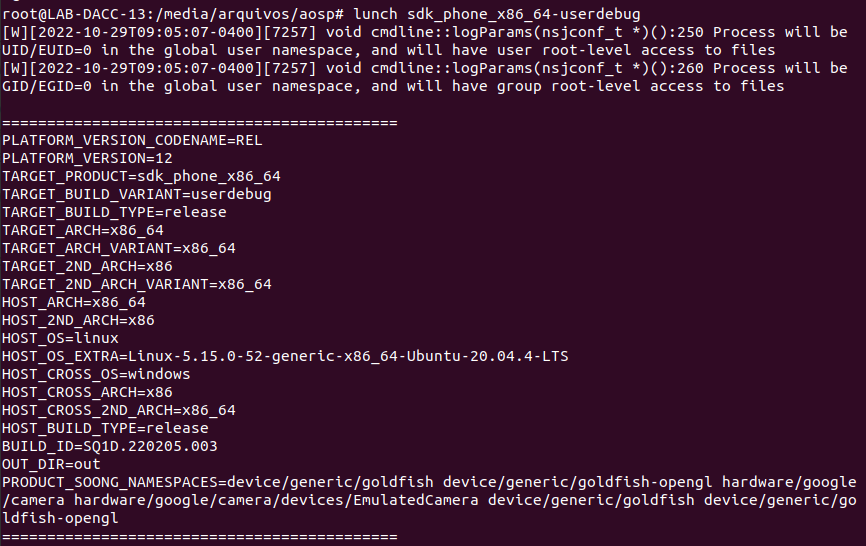 root@LAB-DACC-13:/media/arquivos/aosp# lunch sdk_phone_x86_64-userdebug
[W][2022-10-29T09:05:07-0400][7257] void cmdline::logParams(nsjconf_t *)():250 Process will be
UID/EUID=0 in the global user namespace, and will have user root-level access to files
[W][2022-10-29T09:05:07-0400][7257] void cmdline::logParams(nsjconf_t *)():260 Process will be
GID/EGID=0 in the global user namespace, and will have group root-level access to files
============================================
PLATFORM_VERSION_CODENAME=REL
PLATFORM_VERSION=12
TARGET_PRODUCT=sdk_phone_x86_64
TARGET_BUILD_VARIANT=userdebug
TARGET_BUILD_TYPE=release
TARGET_ARCH=x86_64
TARGET_ARCH_VARIANT=x86_64
TARGET_2ND_ARCH=x86
TARGET_2ND_ARCH_VARIANT=x86_64
HOST_ARCH=x86_64
HOST_2ND_ARCH=x86
HOST_OS=linux
HOST_OS_EXTRA=Linux-5.15.0-52-generic-x86_64-Ubuntu-20.04.4-LTS
HOST_CROSS_OS=windows
HOST_CROSS_ARCH=x86
HOST_CROSS_2ND_ARCH=x86_64
HOST_BUILD_TYPE=release
BUILD_ID=SQ1D.220205.003
OUT_DIR=out
PRODUCT_SOONG_NAMESPACES=device/generic/goldfish device/generic/goldfish-opengl hardware/google
/camera hardware/google/camera/devices/EmulatedCamera device/generic/goldfish device/generic/go
ldfish-opengl
============================================